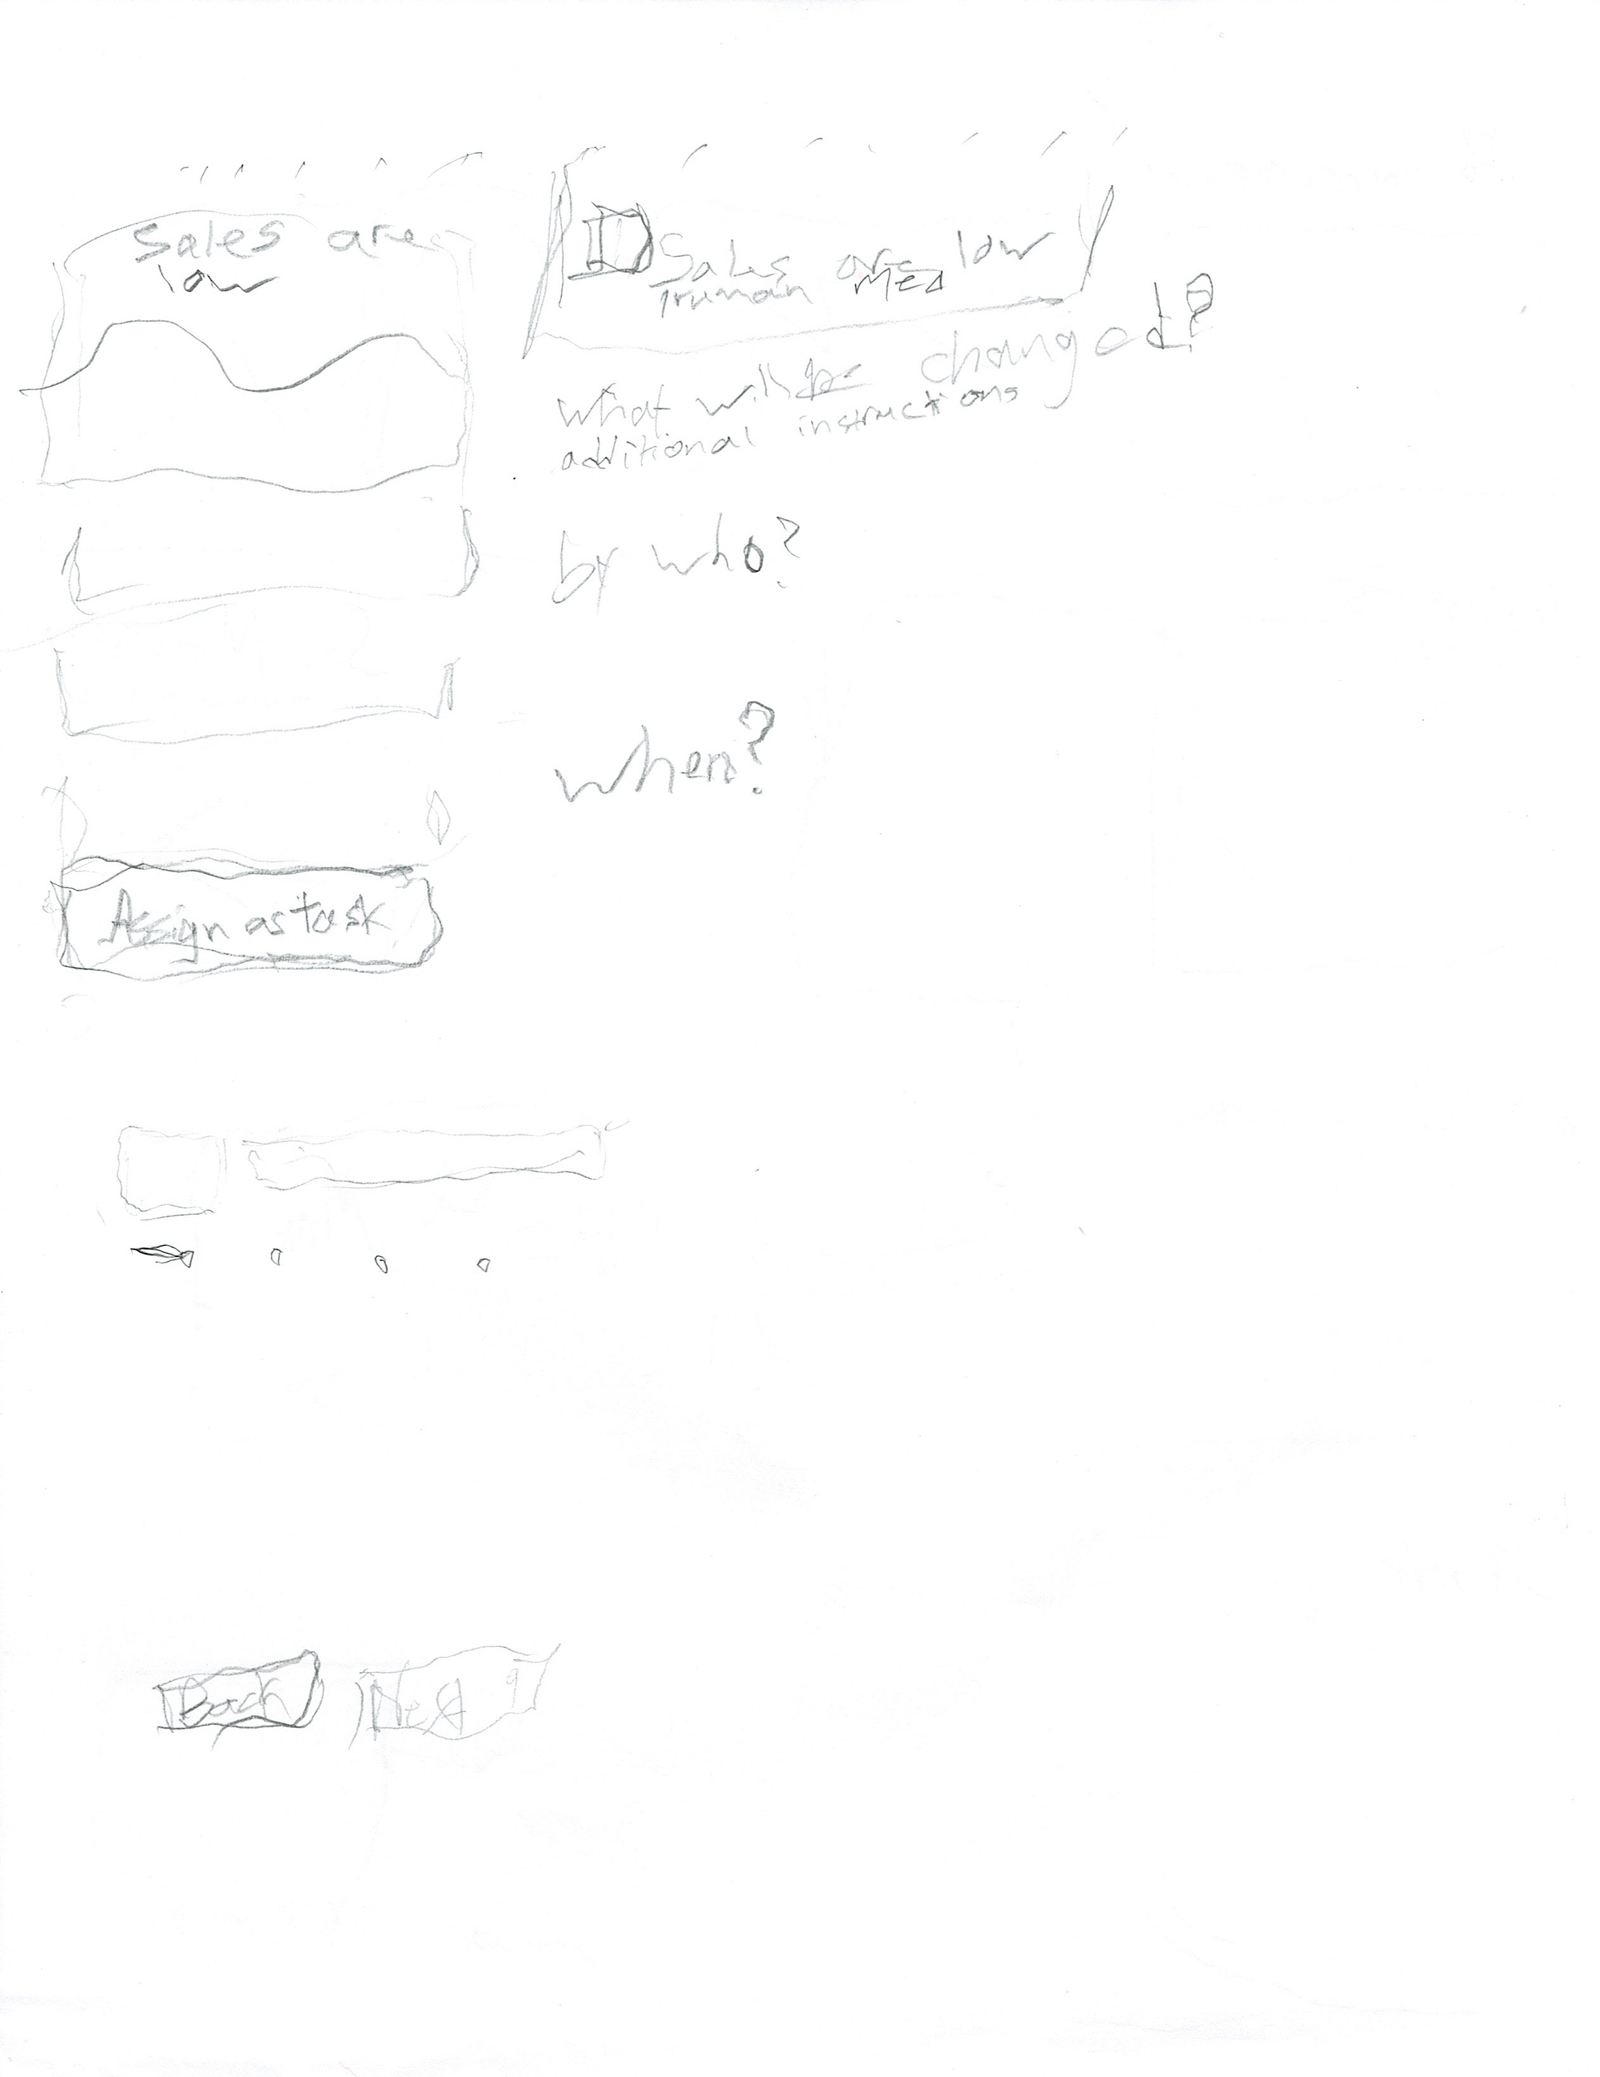 Sales are
low
Sales are low
Truman Med
what will be changed?
additional instructions
by who?
when?
Assign as task
Back